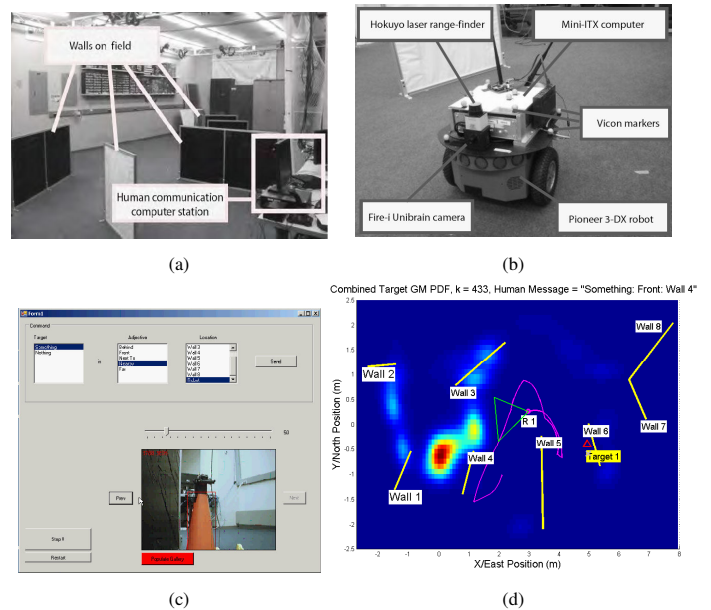 Walls on field
Human communication
computer station
(a)
Hokuyo laser range-finder
Mini-ITX computer
Vicon markers
Fire-i Unibrain camera
Pioneer 3-DX robot
(b)
Form1
Command
Target
Adjective
Location
Something
Nothing
is
Behind
Front
Next To
Nearby
Far
Wall 3
Wall 4
Wall 5
Wall 6
Wall 7
Wall 8
Robot
Send
50
Prev
Next
Stop It
Restart
Populate Gallery
(c)
Combined Target GM PDF, k = 433, Human Message = "Something: Front: Wall 4"
Y/North Position (m)
2.5
2
1.5
1
0.5
0
-0.5
-1
-1.5
-2
-2.5
Wall 8
Wall 2
Wall 3
R 1
Wall 7
Wall 6
Wall 5
Wall 4
Target 1
Wall 1
-2 -1 0 1 2 3 4 5 6 7 8
X/East Position (m)
(d)